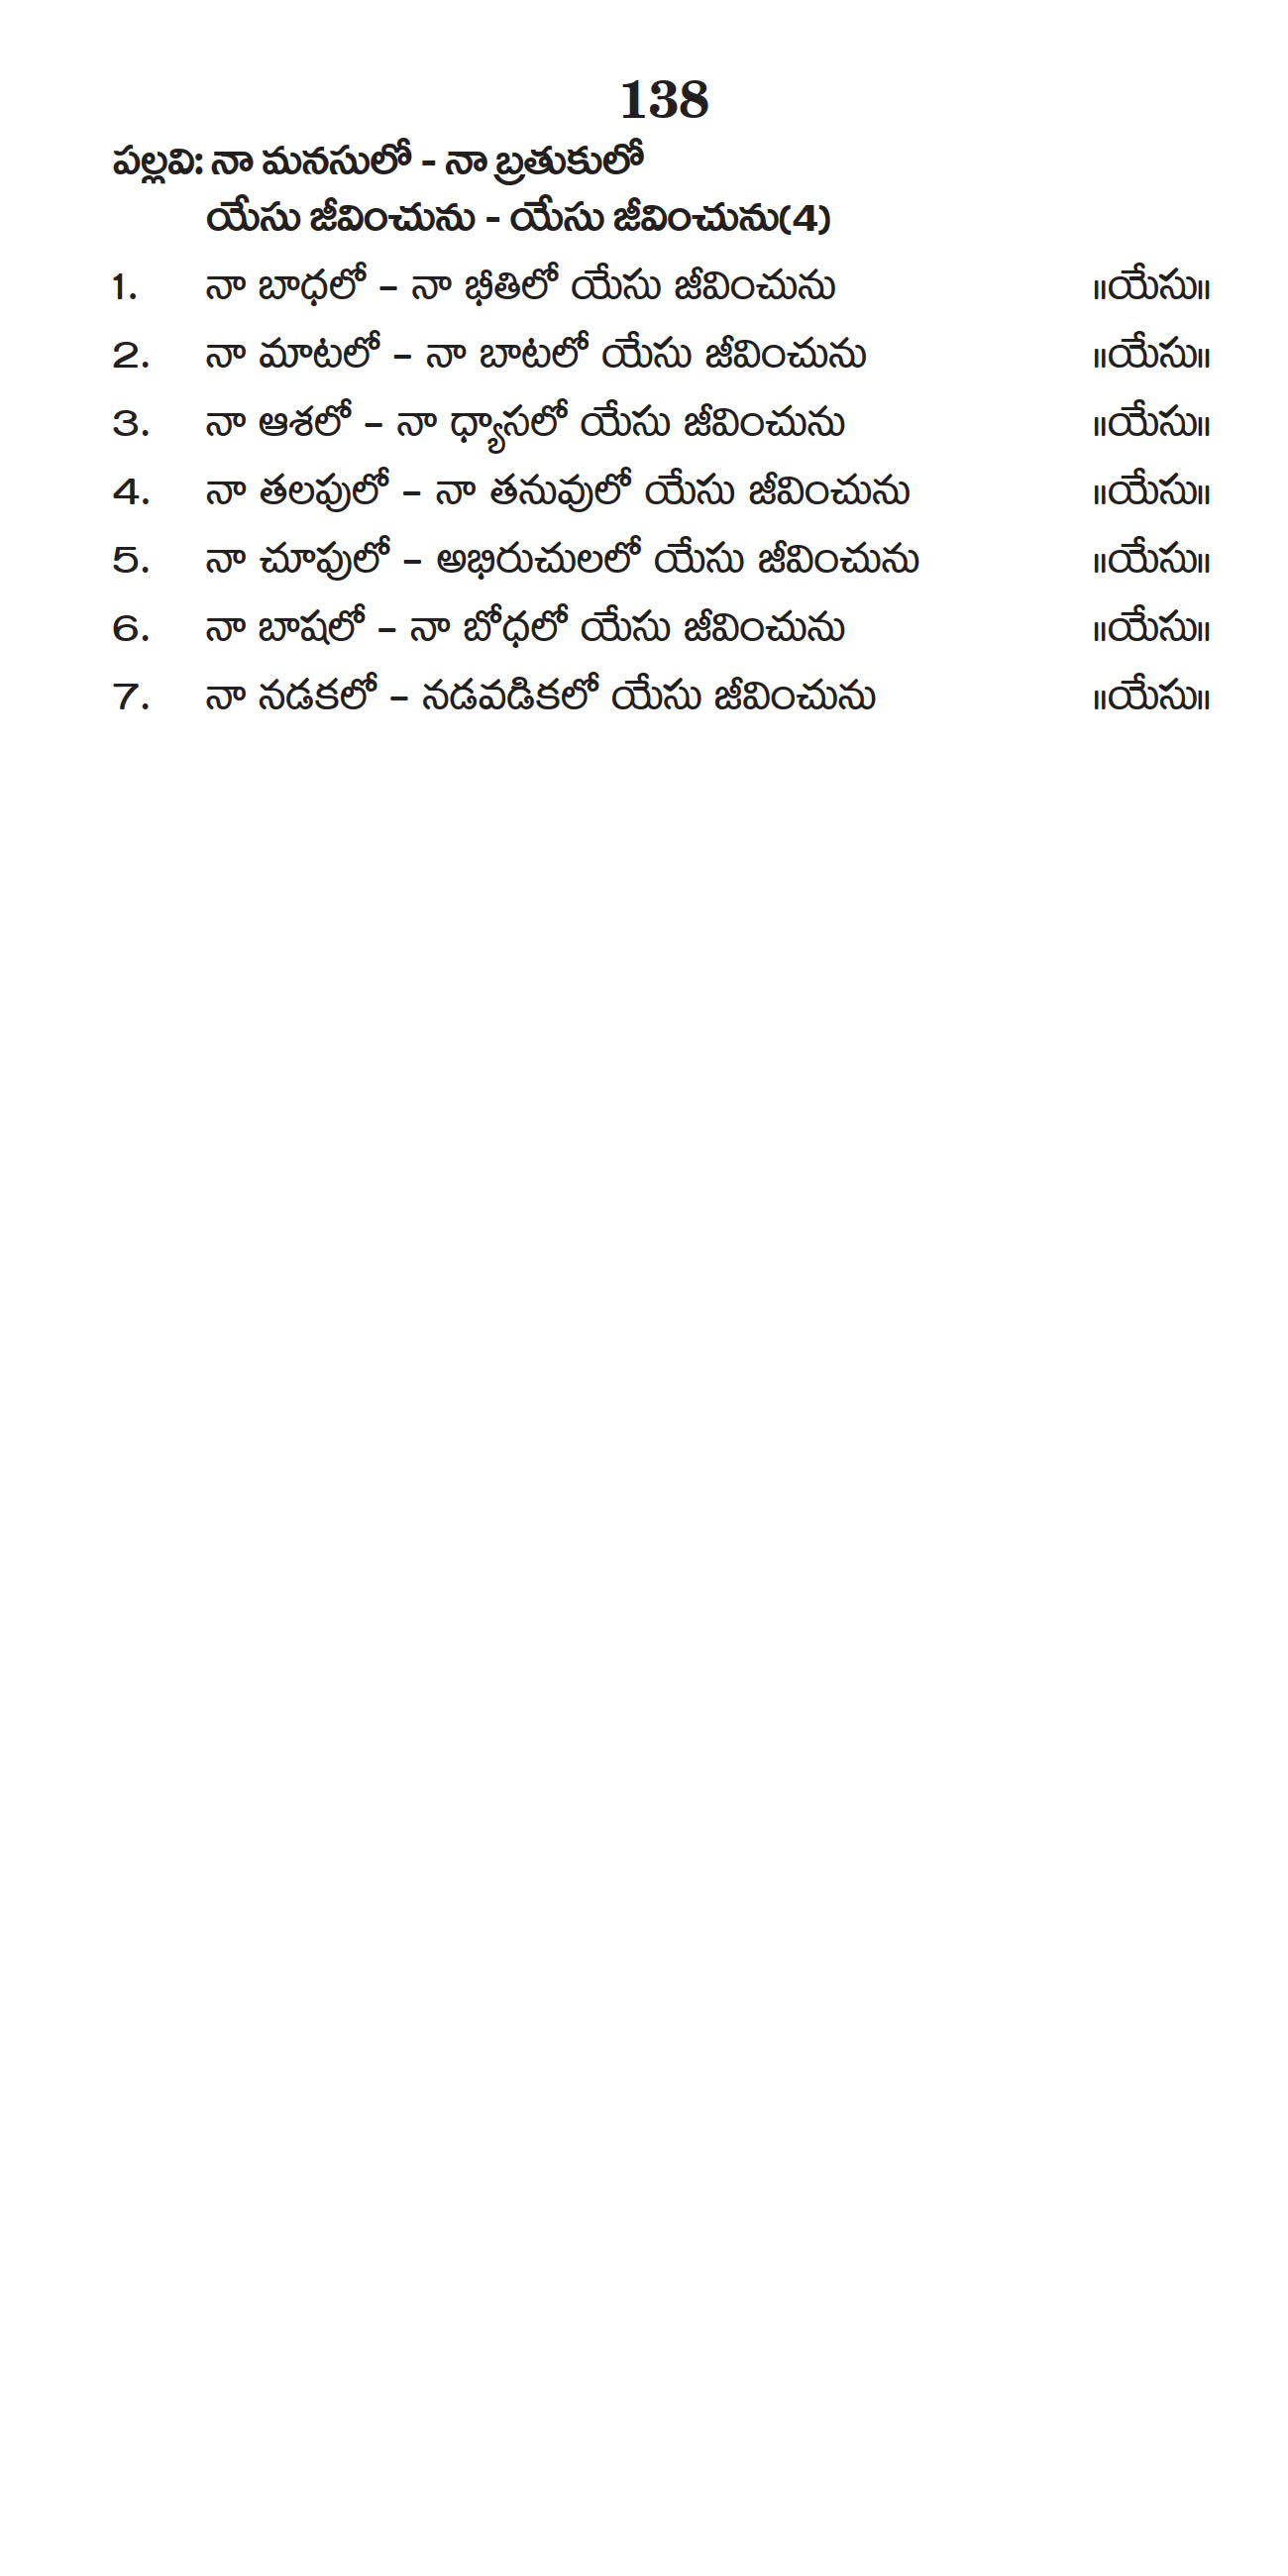 138
పల్లవి: నా మనసులో - నా బ్రతుకులో
యేసు జీవించును - యేసు జీవించును(4)
1. నా బాధలో – నా భీతిలో యేసు జీవించును ॥యేసు॥
2. నా మాటలో – నా బాటలో యేసు జీవించును ॥యేసు॥
3. నా ఆశలో – నా ధ్యాసలో యేసు జీవించును ॥యేసు॥
4. నా తలపులో – నా తనువులో యేసు జీవించును ॥యేసు॥
5. నా చూపులో – అభిరుచులలో యేసు జీవించును ॥యేసు॥
6. నా బాషలో – నా బోధలో యేసు జీవించును ॥యేసు॥
7. నా నడకలో – నడవడికలో యేసు జీవించును ॥యేసు॥